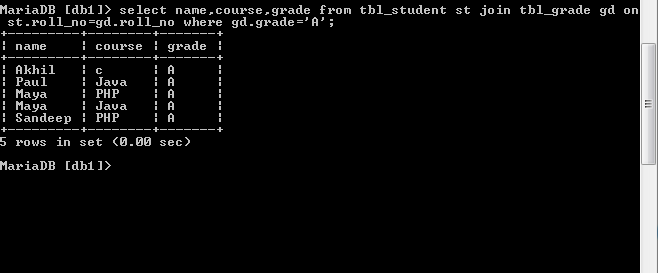 MariaDB [db1]> select name,course,grade from tbl_student st join tbl_grade gd on
 st.roll_no=gd.roll_no where gd.grade='A';
+---------+--------+-------+
| name    | course | grade |
+---------+--------+-------+
| Akhil   | c      | A     |
| Paul    | Java   | A     |
| Maya    | PHP    | A     |
| Maya    | Java   | A     |
| Sandeep | PHP    | A     |
+---------+--------+-------+
5 rows in set (0.00 sec)
MariaDB [db1]>